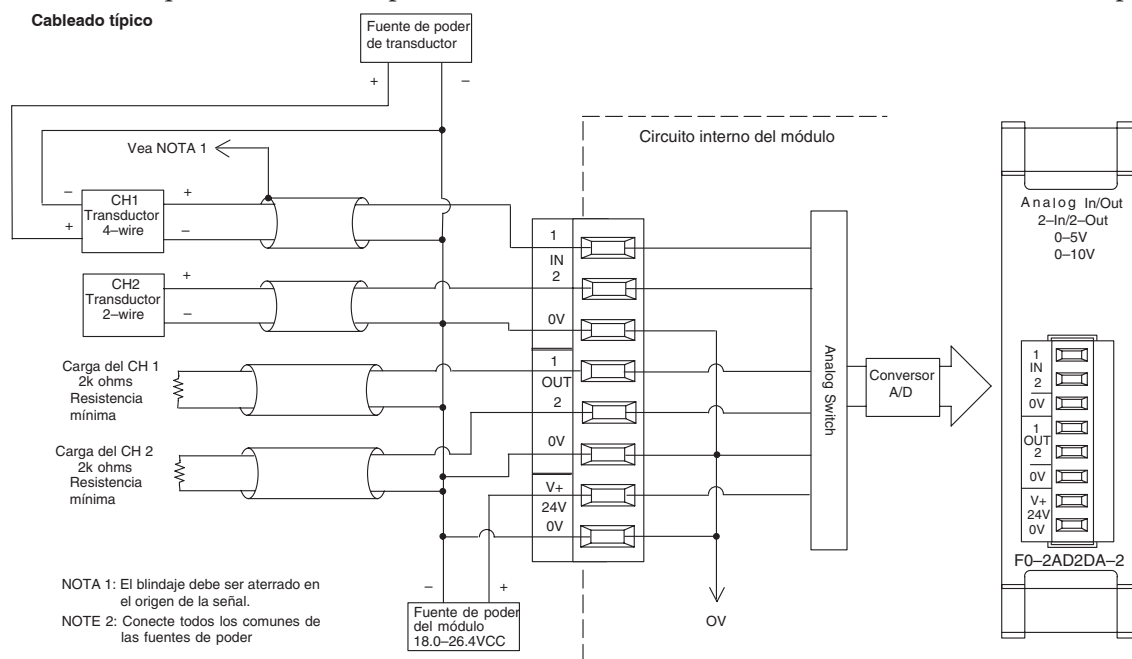 Cableado típico
Fuente de poder
de transductor
+
–
Circuito interno del módulo
Vea NOTA 1
–
+
CH1
Transductor
4–wire
+
–
CH2
Transductor
2–wire
+
–
Carga del CH 1
2k ohms
Resistencia
mínima
Carga del CH 2
2k ohms
Resistencia
mínima
1
IN
2
0V
1
OUT
2
0V
V+
24V
0V
Analog Switch
Conversor
A/D
–
+
Fuente de poder
del módulo
18.0–26.4VCC
OV
NOTA 1: El blindaje debe ser aterrado en
el origen de la señal.
NOTE 2: Conecte todos los comunes de
las fuentes de poder
Analog In/Out
2–In/2–Out
0–5V
0–10V
1
IN
2
0V
1
OUT
2
0V
V+
24V
0V
F0–2AD2DA–2